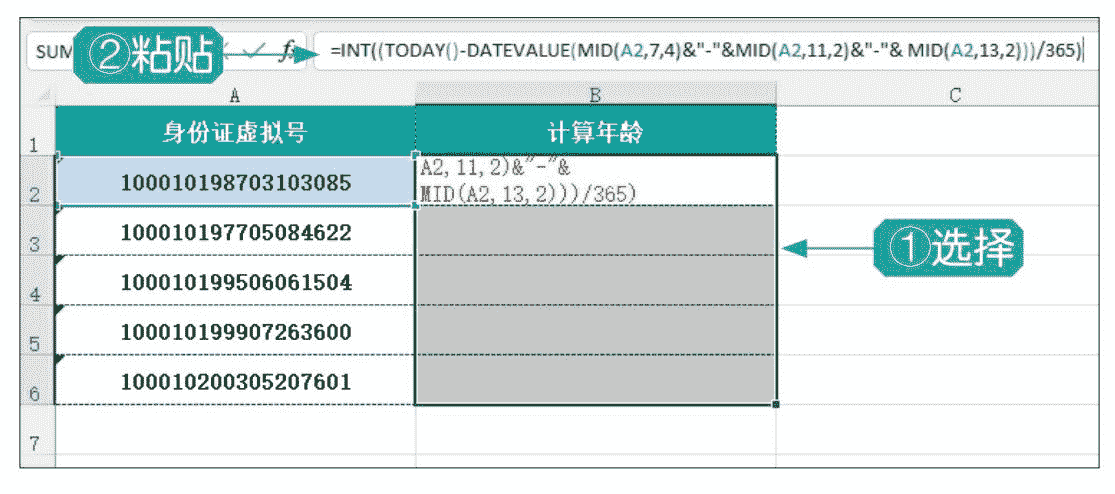 SUM ②粘贴 fx =INT((TODAY()-DATEVALUE(MID(A2,7,4)&"-"&MID(A2,11,2)&"-"& MID(A2,13,2)))/365)
A B C
1 身份证虚拟号 计算年龄
A2,11,2)&"-"&
2 100010198703103085 MID(A2,13,2)))/365)
3 100010197705084622 ①选择
4 100010199506061504
5 100010199907263600
6 100010200305207601
7